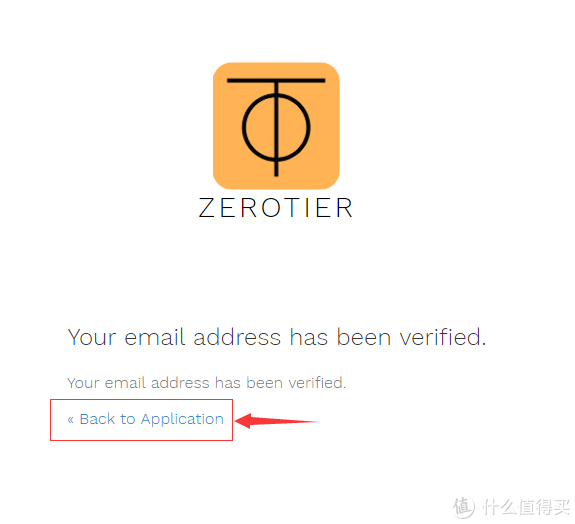 ZEROTIER
Your email address has been verified.
Your email address has been verified.
« Back to Application
值 什么值得买